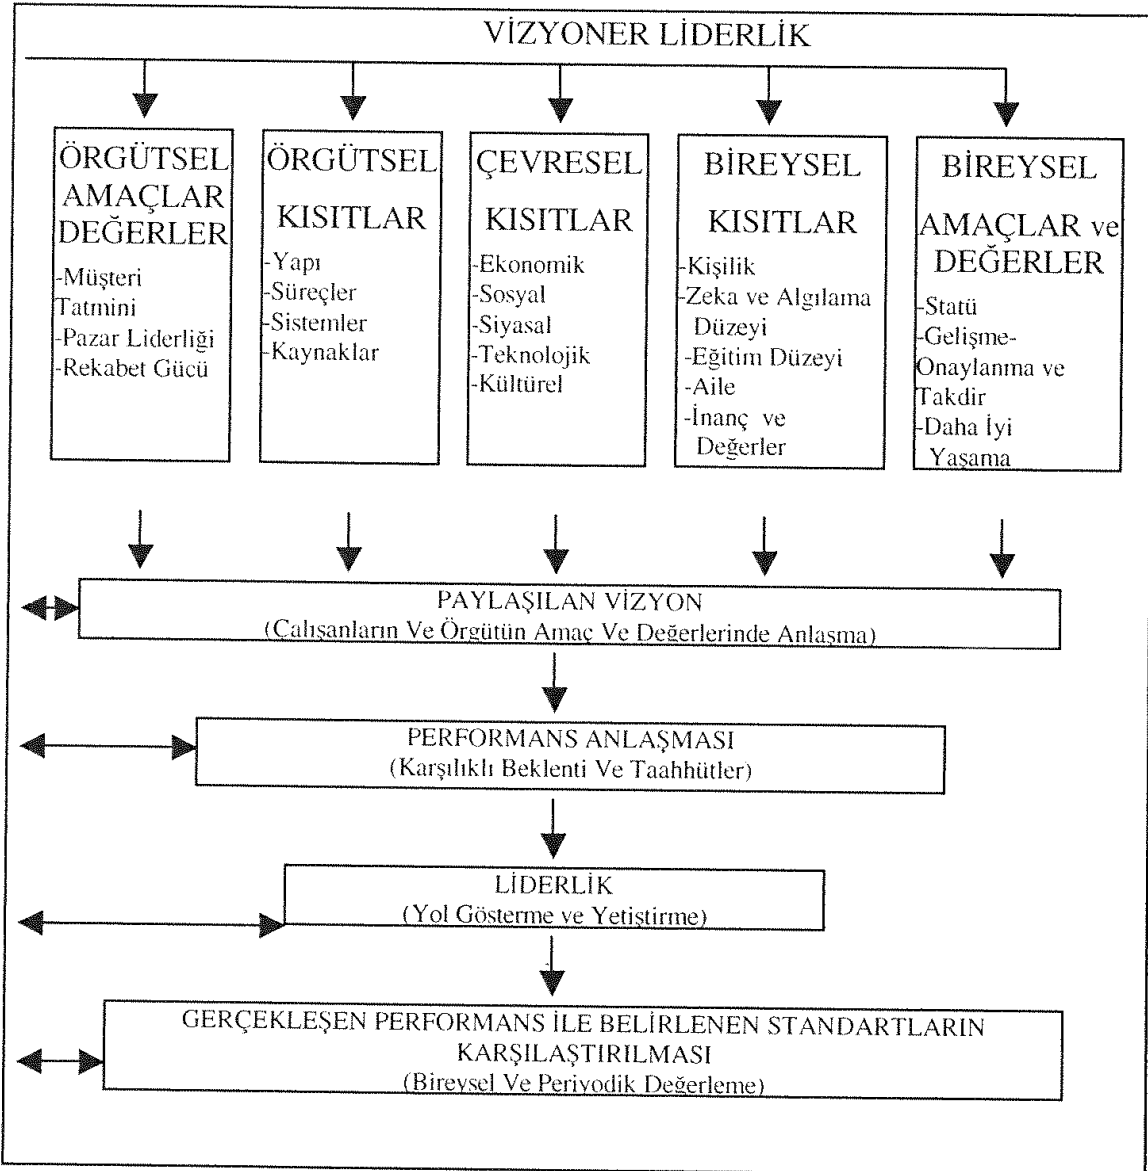 VİZYONER LİDERLİK
ÖRGÜTSEL
AMAÇLAR
DEĞERLER
-Müşteri
Tatmini
-Pazar Liderliği
-Rekabet Gücü
ÖRGÜTSEL
KISITLAR
-Yapı
-Süreçler
-Sistemler
-Kaynaklar
ÇEVRESEL
KISITLAR
-Ekonomik
-Sosyal
-Siyasal
-Teknolojik
-Kültürel
BİREYSEL
KISITLAR
-Kişilik
-Zeka ve Algılama
Düzeyi
-Eğitim Düzeyi
-Aile
-İnanç ve
Değerler
BİREYSEL
AMAÇLAR ve
DEĞERLER
-Statü
-Gelişme-
Onaylanma ve
Takdir
-Daha İyi
Yaşama
PAYLAŞILAN VİZYON
(Calışanların Ve Örgütün Amaç Ve Değerlerinde Anlaşma)
PERFORMANS ANLAŞMASI
(Karşılıklı Beklenti Ve Taahhütler)
LİDERLİK
(Yol Gösterme ve Yetiştirme)
GERÇEKLEŞEN PERFORMANS İLE BELİRLENEN STANDARTLARIN
KARŞILAŞTIRILMASI
(Bireysel Ve Periyodik Değerleme)